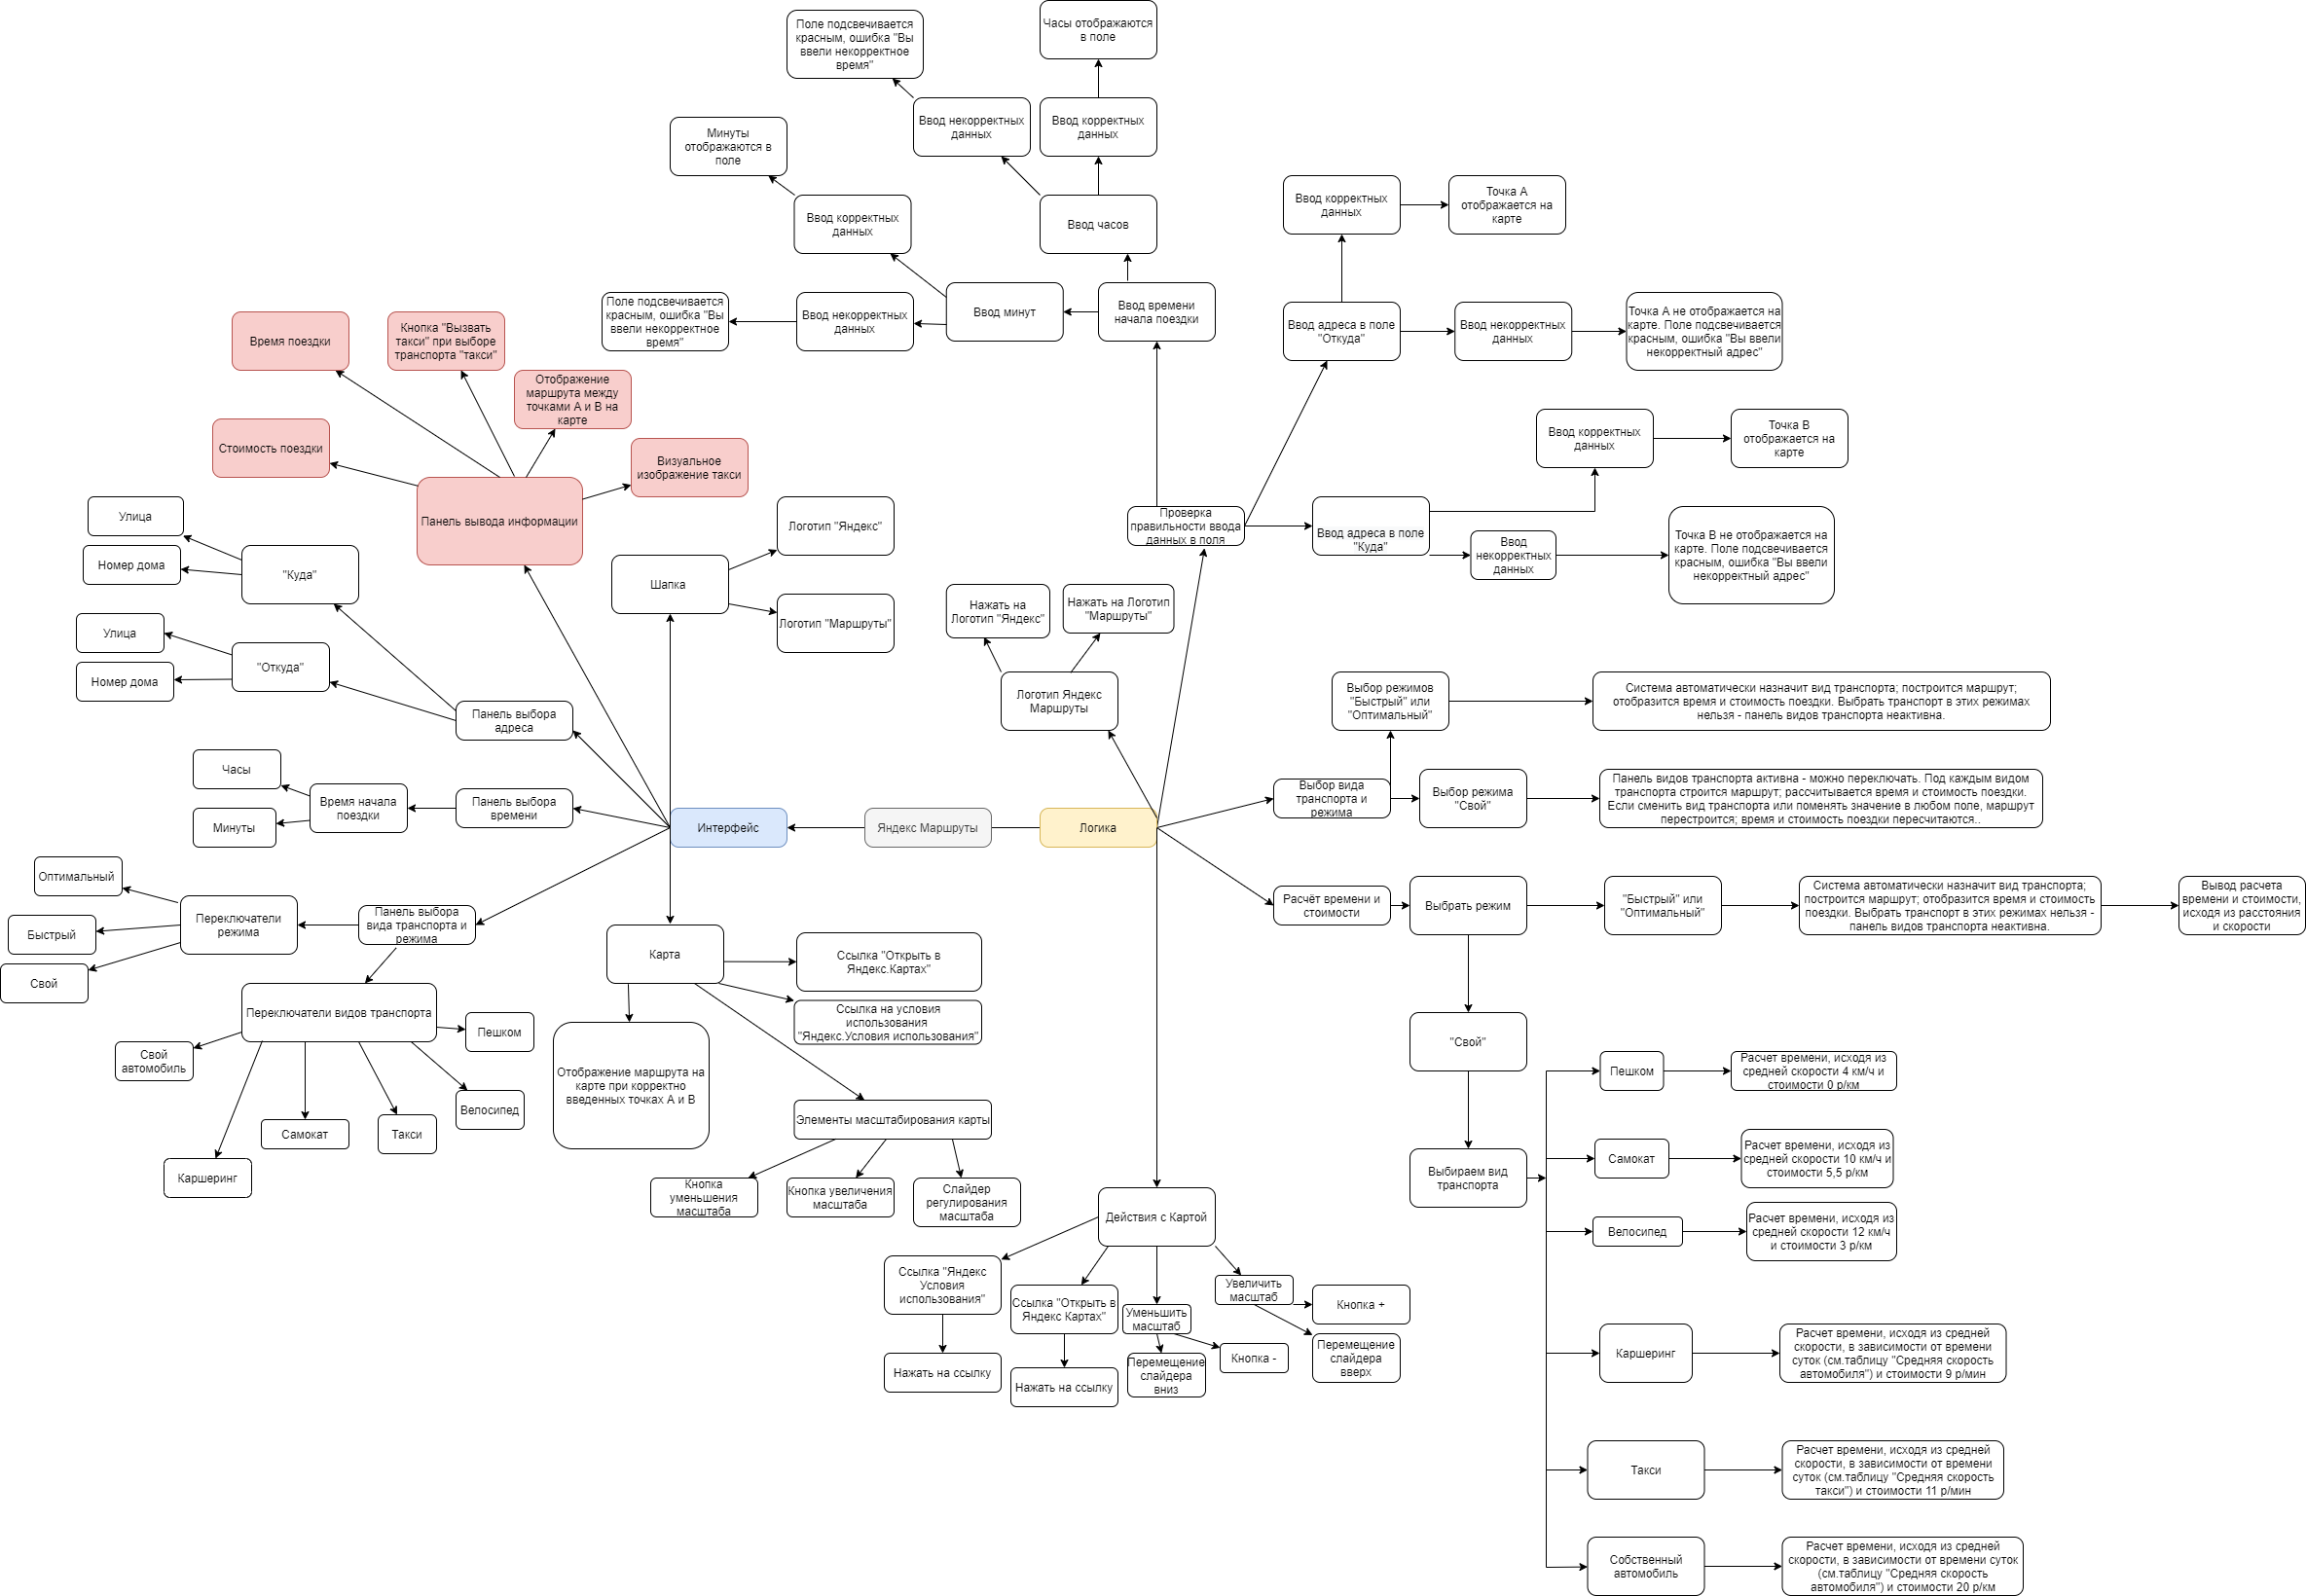 Поле подсвечивается
красным, ошибка "Вы
ввели некорректное
время"
Часы отображаются
в поле
Ввод некорректных
данных
Ввод корректных
данных
Минуты
отображаются в
поле
Ввод корректных
данных
Ввод часов
Ввод корректных
данных
Точка А
отображается на
карте
Поле подсвечивается
красным, ошибка "Вы
ввели некорректное
время"
Ввод некорректных
данных
Ввод минут
Ввод времени
начала поездки
Ввод адреса в поле
"Откуда"
Ввод некорректных
данных
Точка А не отображается на
карте. Поле подсвечивается
красным, ошибка "Вы ввели
некорректный адрес"
Время поездки
Кнопка "Вызвать
такси" при выборе
транспорта "такси"
Отображение
маршрута между
точками А и В на
карте
Стоимость поездки
Визуальное
изображение такси
Панель вывода информации
Ввод корректных
данных
Точка В
отображается на
карте
Проверка
правильности ввода
данных в поля
Ввод адреса в поле
"Куда"
Ввод
некорректных
данных
Точка В не отображается на
карте. Поле подсвечивается
красным, ошибка "Вы ввели
некорректный адрес"
Улица
Номер дома
"Куда"
Шапка
Логотип "Яндекс"
Логотип "Маршруты"
Нажать на
Логотип "Яндекс"
Нажать на Логотип
"Маршруты"
Логотип Яндекс
Маршруты
Улица
Номер дома
"Откуда"
Панель выбора
адреса
Выбор режимов
"Быстрый" или
"Оптимальный"
Система автоматически назначит вид транспорта; построится маршрут;
отобразится время и стоимость поездки. Выбрать транспорт в этих режимах
нельзя - панель видов транспорта неактивна.
Часы
Минуты
Время начала
поездки
Панель выбора
времени
Интерфейс
Яндекс Маршруты
Логика
Выбор вида
транспорта и
режима
Выбор режима
"Свой"
Панель видов транспорта активна - можно переключать. Под каждым видом
транспорта строится маршрут; рассчитывается время и стоимость поездки.
Если сменить вид транспорта или поменять значение в любом поле, маршрут
перестроится; время и стоимость поездки пересчитаются..
Оптимальный
Быстрый
Свой
Переключатели
режима
Панель выбора
вида транспорта и
режима
Расчёт времени и
стоимости
Выбрать режим
"Быстрый" или
"Оптимальный"
Система автоматически назначит вид транспорта;
построится маршрут; отобразится время и стоимость
поездки. Выбрать транспорт в этих режимах нельзя -
панель видов транспорта неактивна.
Вывод расчета
времени и стоимости,
исходя из расстояния
и скорости
Карта
Ссылка "Открыть в
Яндекс.Картах"
Ссылка на условия
использования
"Яндекс.Условия использования"
Переключатели видов транспорта
Пешком
Свой
автомобиль
Велосипед
Самокат
Такси
Каршеринг
Отображение маршрута на
карте при корректно
введенных точках А и В
Элементы масштабирования карты
Кнопка
уменьшения
масштаба
Кнопка увеличения
масштаба
Слайдер
регулирования
масштаба
"Свой"
Выбираем вид
транспорта
Пешком
Расчет времени, исходя из
средней скорости 4 км/ч и
стоимости 0 р/км
Самокат
Расчет времени, исходя из
средней скорости 10 км/ч и
стоимости 5,5 р/км
Велосипед
Расчет времени, исходя из
средней скорости 12 км/ч
и стоимости 3 р/км
Действия с Картой
Ссылка "Яндекс
Условия
использования"
Ссылка "Открыть в
Яндекс Картах"
Уменьшить
масштаб
Увеличить
масштаб
Кнопка +
Нажать на ссылку
Нажать на ссылку
Перемещение
слайдера
вниз
Кнопка -
Перемещение
слайдера
вверх
Каршеринг
Расчет времени, исходя из средней
скорости, в зависимости от времени
суток (см.таблицу "Средняя скорость
автомобиля") и стоимости 9 р/мин
Такси
Расчет времени, исходя из средней
скорости, в зависимости от времени
суток (см.таблицу "Средняя скорость
такси") и стоимости 11 р/мин
Собственный
автомобиль
Расчет времени, исходя из средней
скорости, в зависимости от времени суток
(см.таблицу "Средняя скорость
автомобиля") и стоимости 20 р/км